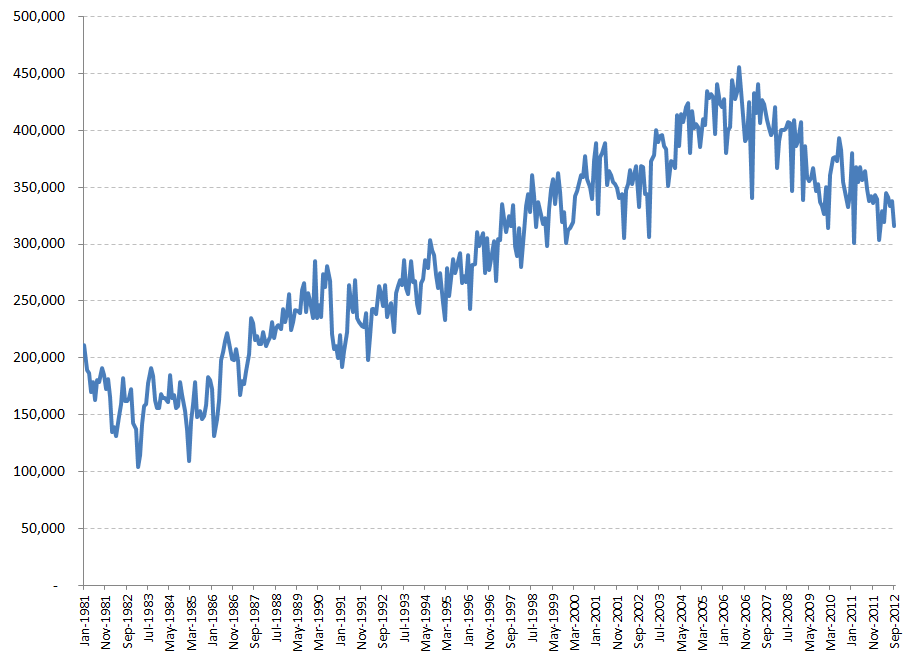 500,000
450,000
400,000
350,000
300,000
250,000
200,000
150,000
100,000
50,000
-
Jan-1981
Nov-1981
Sep-1982
Jul-1983
May-1984
Mar-1985
Jan-1986
Nov-1986
Sep-1987
Jul-1988
May-1989
Mar-1990
Jan-1991
Nov-1991
Sep-1992
Jul-1993
May-1994
Mar-1995
Jan-1996
Nov-1996
Sep-1997
Jul-1998
May-1999
Mar-2000
Jan-2001
Nov-2001
Sep-2002
Jul-2003
May-2004
Mar-2005
Jan-2006
Nov-2006
Sep-2007
Jul-2008
May-2009
Mar-2010
Jan-2011
Nov-2011
Sep-2012